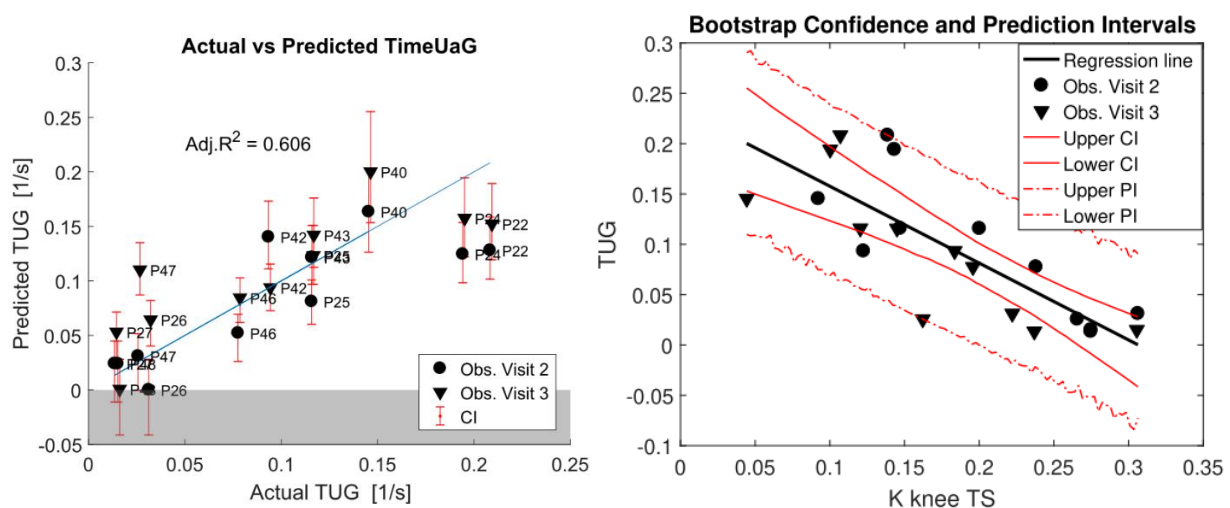 Actual vs Predicted TimeUaG
0.3
0.25
0.2
0.15
0.1
0.05
0
-0.05
Predicted TUG [1/s]
Adj.R² = 0.606
P40
P40
P24
P22
P24
P22
P42
P43
P25
P25
P47
P46
P42
P46
P26
P27
P47
P26
Obs. Visit 2
Obs. Visit 3
CI
0
0.05
0.1
0.15
0.2
0.25
Actual TUG [1/s]
Bootstrap Confidence and Prediction Intervals
0.3
0.25
0.2
0.15
0.1
0.05
0
-0.05
-0.1
TUG
Regression line
Obs. Visit 2
Obs. Visit 3
Upper CI
Lower CI
Upper PI
Lower PI
0
0.05
0.1
0.15
0.2
0.25
0.3
0.35
K knee TS